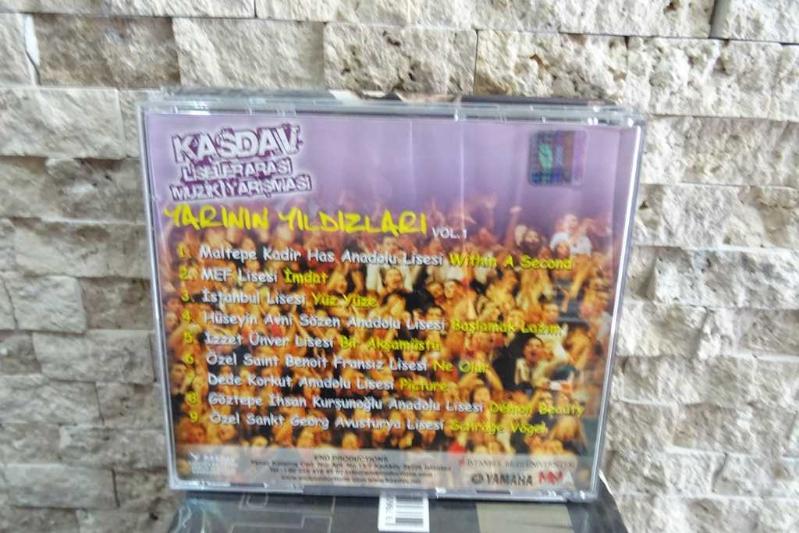 KASDAV
LİSELERARASI
MÜZİK YARIŞMASI
YARININ YILDIZLARI VOL.1
1. Maltepe Kadir Has Anadolu Lisesi Within A Second
2. MEF Lisesi İmdat
3. İstanbul Lisesi Yüz Yüze
4. Hüseyin Avni Sözen Anadolu Lisesi Başlamak Lazım
5. İzzet Ünver Lisesi Bir Akşamüstü
6. Özel Saint Benoit Fransız Lisesi Ne Olur
7. Dede Korkut Anadolu Lisesi Picture
8. Göztepe İhsan Kurşunoğlu Anadolu Lisesi Demon Beauty
9. Özel Sankt Georg Avusturya Lisesi Schräge Vögel
END PRODUCTIONS
YAMAHA